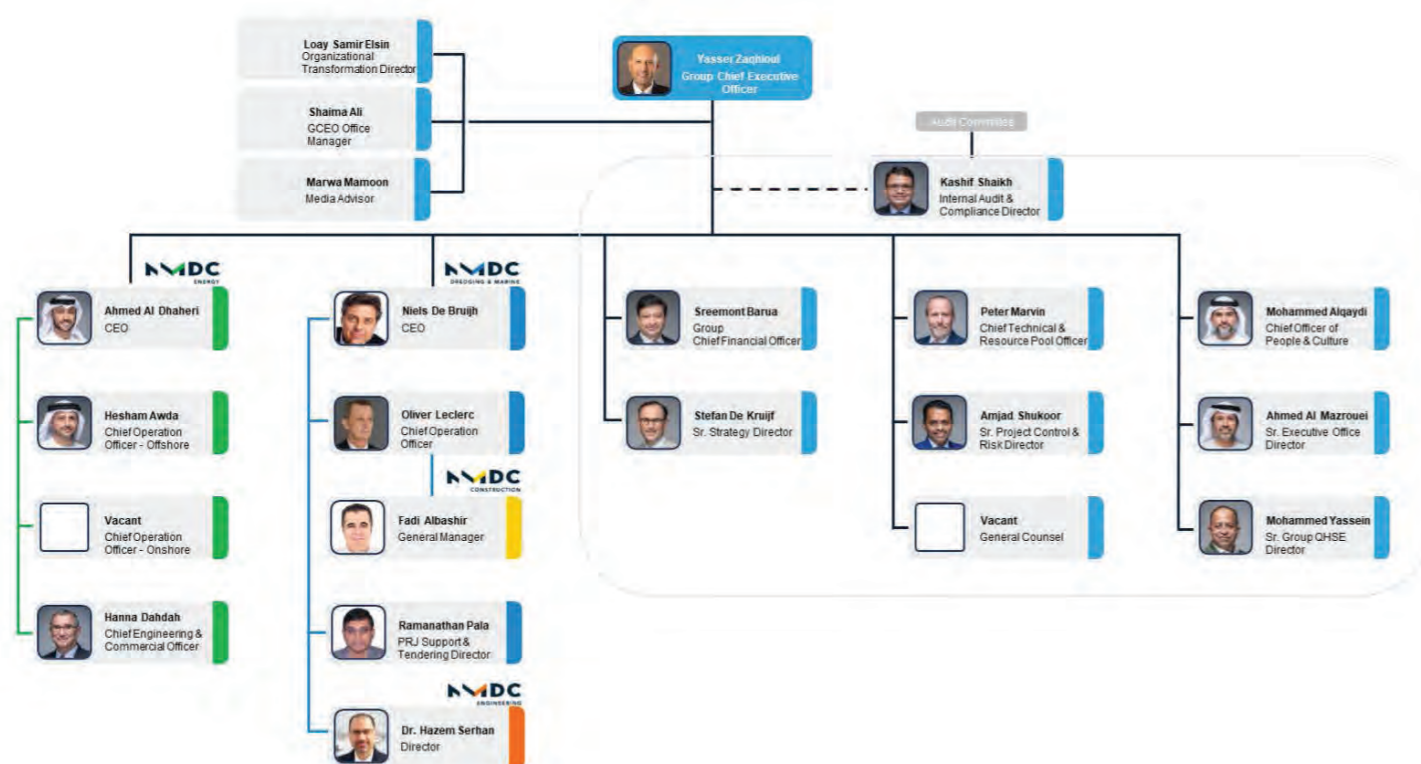 Loay Samir Elsin
Organizational
Transformation Director
Yasser Zaghloul
Group Chief Executive
Officer
Shaima Ali
GCEO Office
Manager
Audit Committee
Marwa Mamoon
Media Advisor
Kashif Shaikh
Internal Audit &
Compliance Director
NMDC
ENERGY
NMDC
DREDGING & MARINE
Ahmed Al Dhaheri
CEO
Niels De Bruijh
CEO
Sreemont Barua
Group
Chief Financial Officer
Peter Marvin
Chief Technical &
Resource Pool Officer
Mohammed Alqaydi
Chief Officer of
People & Culture
Hesham Awda
Chief Operation
Officer - Offshore
Oliver Leclerc
Chief Operation
Officer
Stefan De Kruijf
Sr. Strategy Director
Amjad Shukoor
Sr. Project Control &
Risk Director
Ahmed Al Mazrouei
Sr. Executive Office
Director
NMDC
CONSTRUCTION
Vacant
Chief Operation
Officer - Onshore
Fadi Albashir
General Manager
Vacant
General Counsel
Mohammed Yassein
Sr. Group QHSE
Director
Hanna Dahdah
Chief Engineering &
Commercial Officer
Ramanathan Pala
PRJ Support &
Tendering Director
NMDC
ENGINEERING
Dr. Hazem Serhan
Director